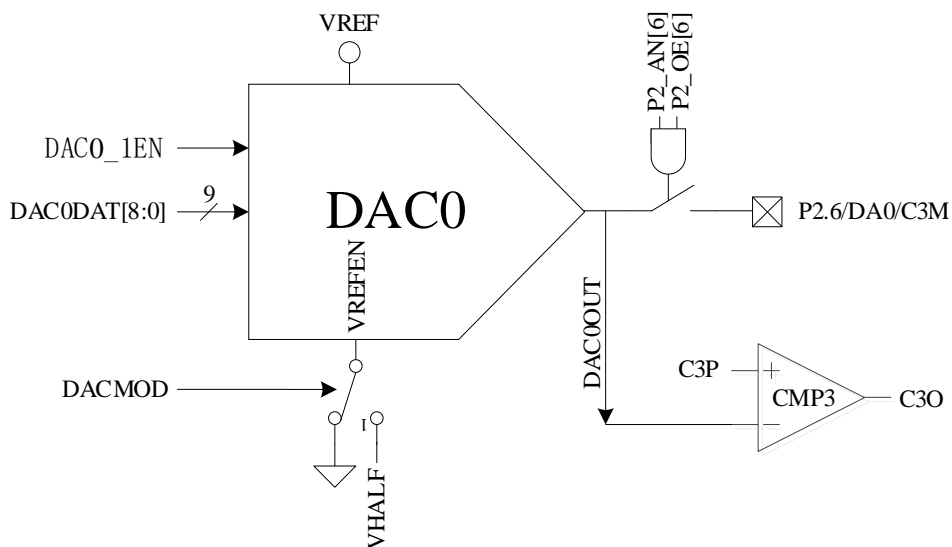 VREF
P2_AN[6]
P2_OE[6]
DAC0_1EN
9
DAC0DAT[8:0]
DAC0
P2.6/DA0/C3M
VREFEN
DAC0OUT
C3P
+
CMP3
C3O
DACMOD
1
VHALF